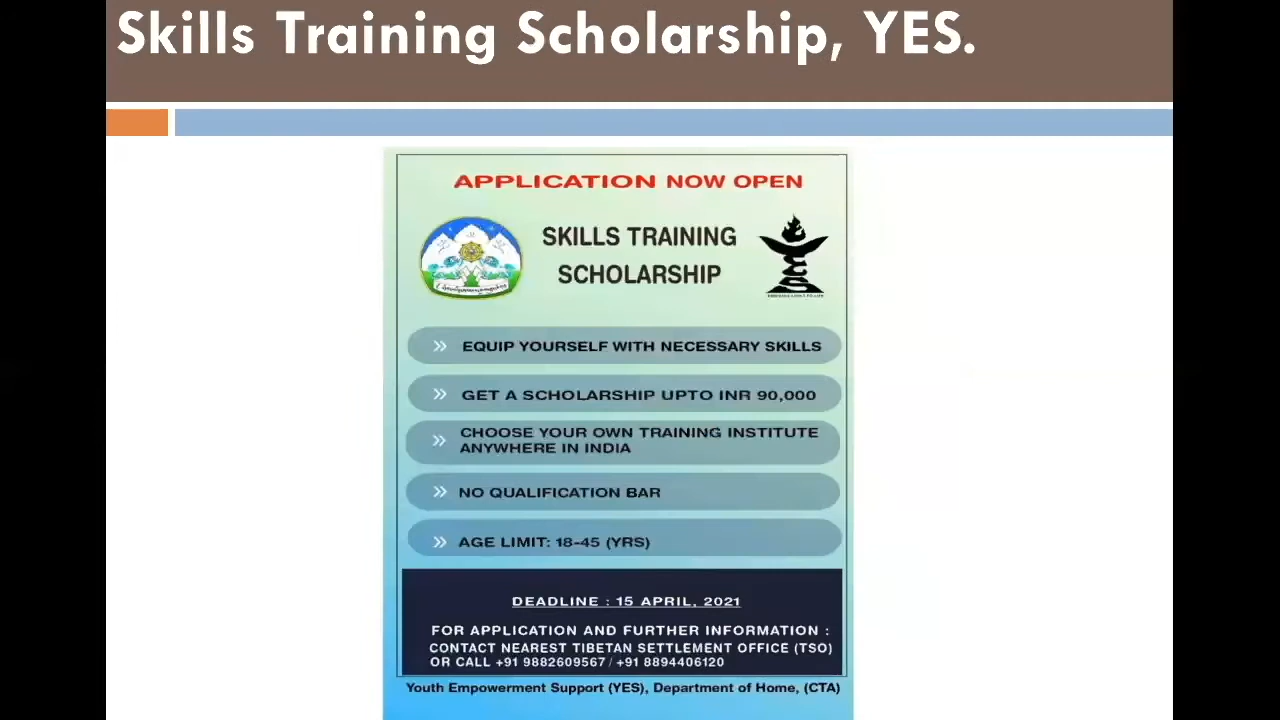 Skills Training Scholarship, YES.
APPLICATION NOW OPEN
SKILLS TRAINING
SCHOLARSHIP
» EQUIP YOURSELF WITH NECESSARY SKILLS
» GET A SCHOLARSHIP UPTO INR 90,000
» CHOOSE YOUR OWN TRAINING INSTITUTE
ANYWHERE IN INDIA
» NO QUALIFICATION BAR
» AGE LIMIT: 18-45 (YRS)
DEADLINE : 15 APRIL, 2021
FOR APPLICATION AND FURTHER INFORMATION :
CONTACT NEAREST TIBETAN SETTLEMENT OFFICE (TSO)
OR CALL +91 9882609567 / +91 8894406120
Youth Empowerment Support (YES), Department of Home, (CTA)